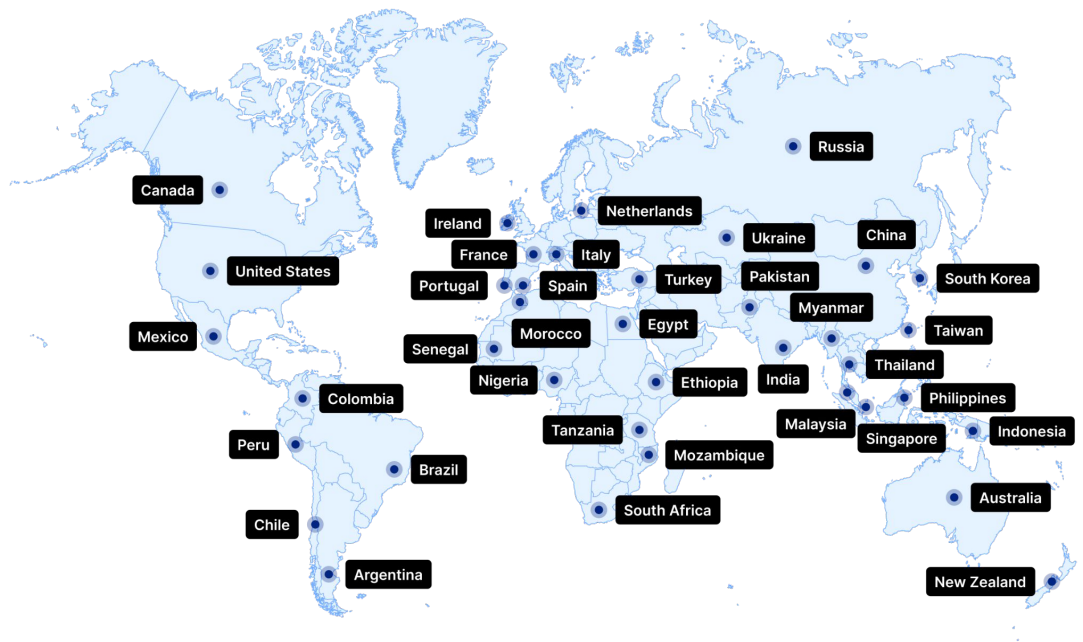 Russia
Canada
Netherlands
Ireland
China
Ukraine
France
Italy
United States
Pakistan
South Korea
Turkey
Portugal
Spain
Myanmar
Egypt
Taiwan
Morocco
Mexico
Senegal
Thailand
India
Nigeria
Ethiopia
Colombia
Philippines
Malaysia
Tanzania
Indonesia
Singapore
Peru
Mozambique
Brazil
Australia
South Africa
Chile
Argentina
New Zealand